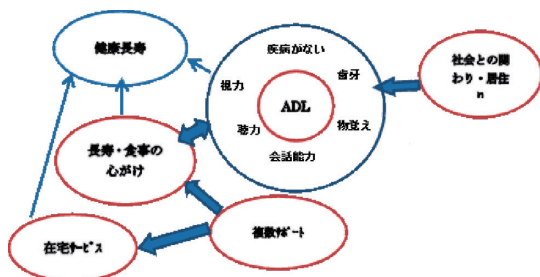 健康長寿
疾病がない
視力
歯牙
ADL
聴力
物覚え
会話能力
社会との関
わり・居住
n
長寿・食事の
心がけ
複数ｻﾎﾟｰﾄ
在宅ｻｰﾋﾞｽ